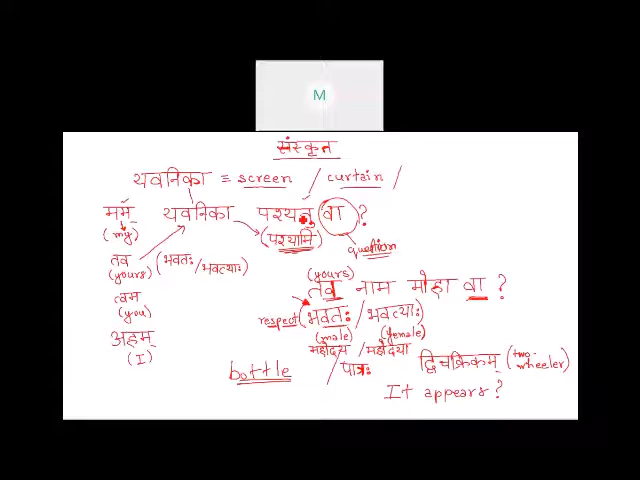 M
संस्कृत
यवनिका = screen / curtain /
मम यवनिका पश्यतु वा ?
(my) (पश्यामि) question
तव (भवतः/भवत्याः)
(yours) (yours)
त्वम तव नाम मोहा वा ?
(you) respect (भवतः / भवत्याः)
अहम् (male) (female)
(I) महोदय / महोदया
bottle / पात्रः द्विचक्रिकम् (two-wheeler)
It appears?